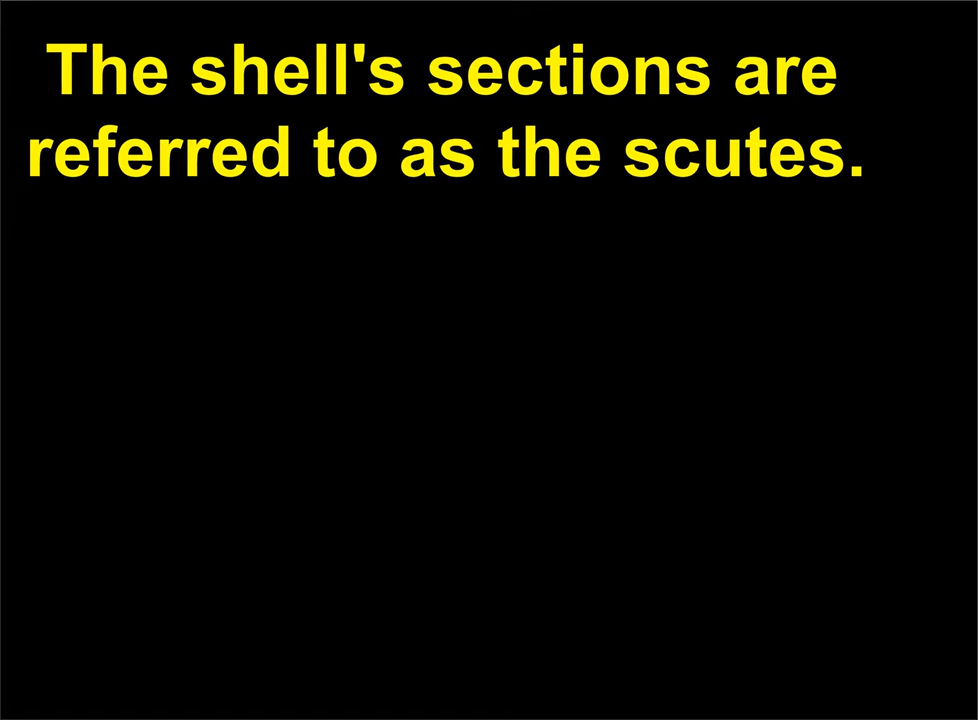 The shell's sections are
referred to as the scutes.